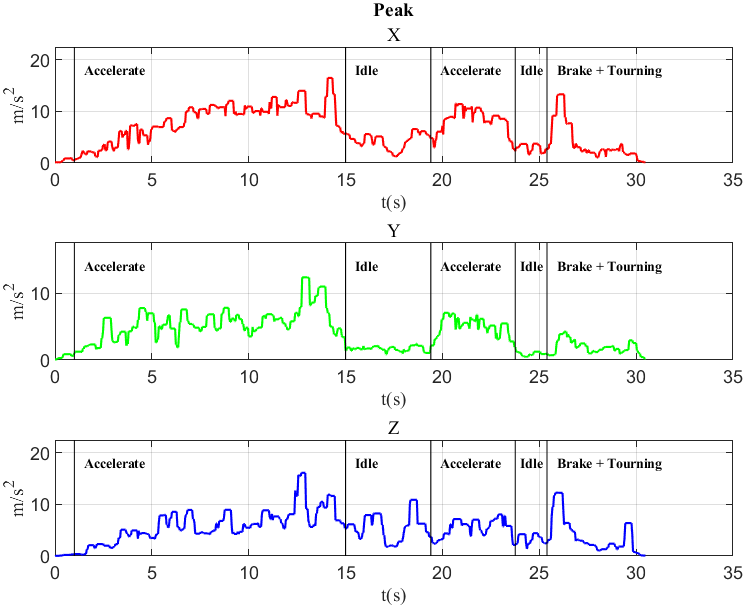 Peak
X
20
10
0
m/s²
Accelerate
Idle
Accelerate
Idle
Brake + Tourning
0 5 10 15 20 25 30 35
t(s)
Y
10
0
m/s²
Accelerate
Idle
Accelerate
Idle
Brake + Tourning
0 5 10 15 20 25 30 35
t(s)
Z
20
10
0
m/s²
Accelerate
Idle
Accelerate
Idle
Brake + Tourning
0 5 10 15 20 25 30 35
t(s)